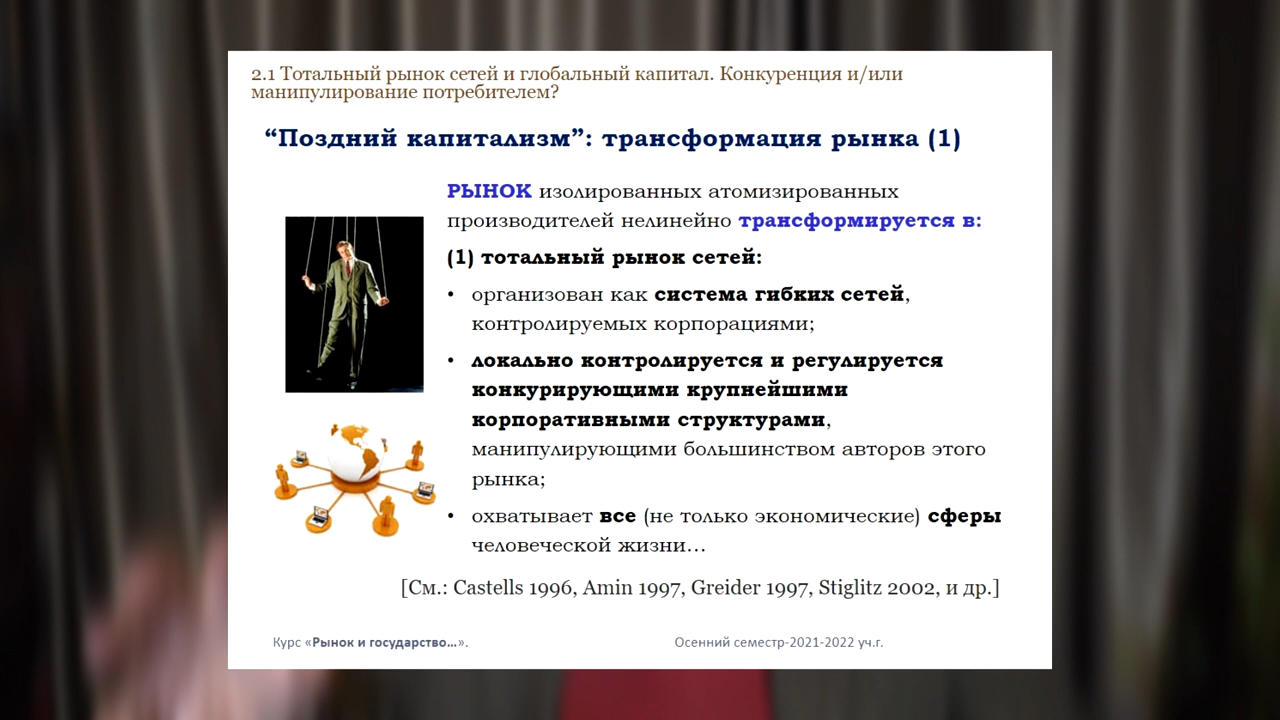 2.1 Тотальный рынок сетей и глобальный капитал. Конкуренция и/или
манипулирование потребителем?
“Поздний капитализм”: трансформация рынка (1)
РЫНОК изолированных атомизированных
производителей нелинейно трансформируется в:
(1) тотальный рынок сетей:
• организован как система гибких сетей,
контролируемых корпорациями;
• локально контролируется и регулируется
конкурирующими крупнейшими
корпоративными структурами,
манипулирующими большинством авторов этого
рынка;
• охватывает все (не только экономические) сферы
человеческой жизни…
[См.: Castells 1996, Amin 1997, Greider 1997, Stiglitz 2002, и др.]
Курс «Рынок и государство…».
Осенний семестр-2021-2022 уч.г.